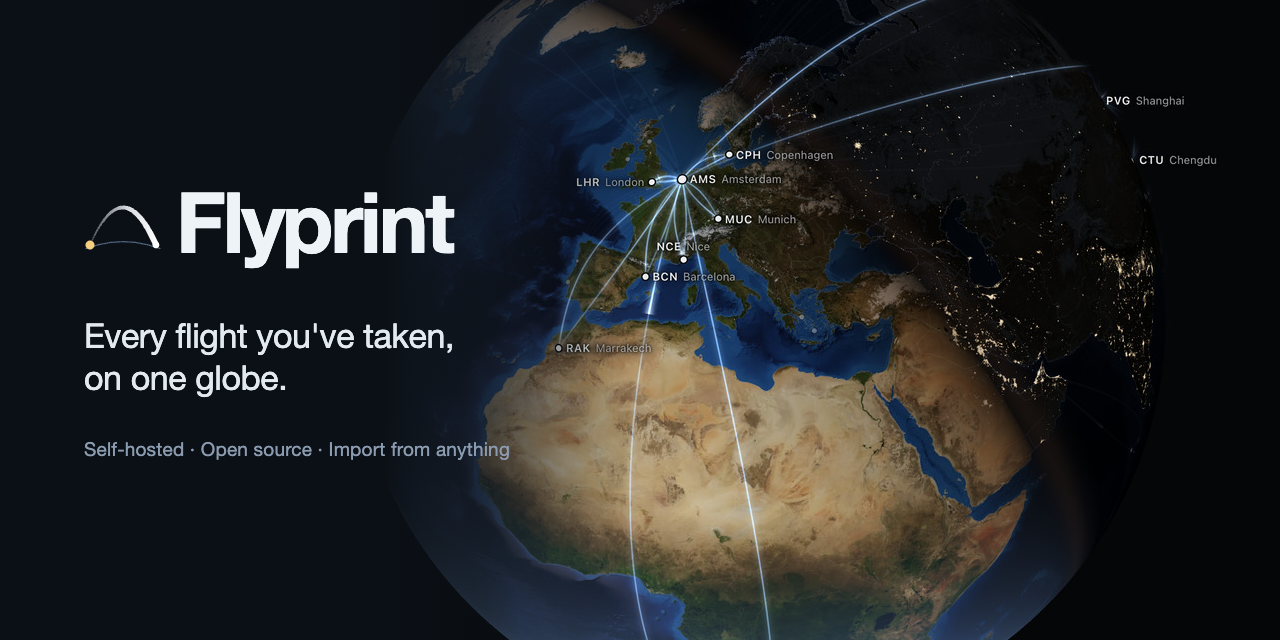 Flyprint
Every flight you've taken,
on one globe.
Self-hosted · Open source · Import from anything
PVG Shanghai
CPH Copenhagen
CTU Chengdu
LHR London
AMS Amsterdam
MUC Munich
NCE Nice
BCN Barcelona
RAK Marrakech